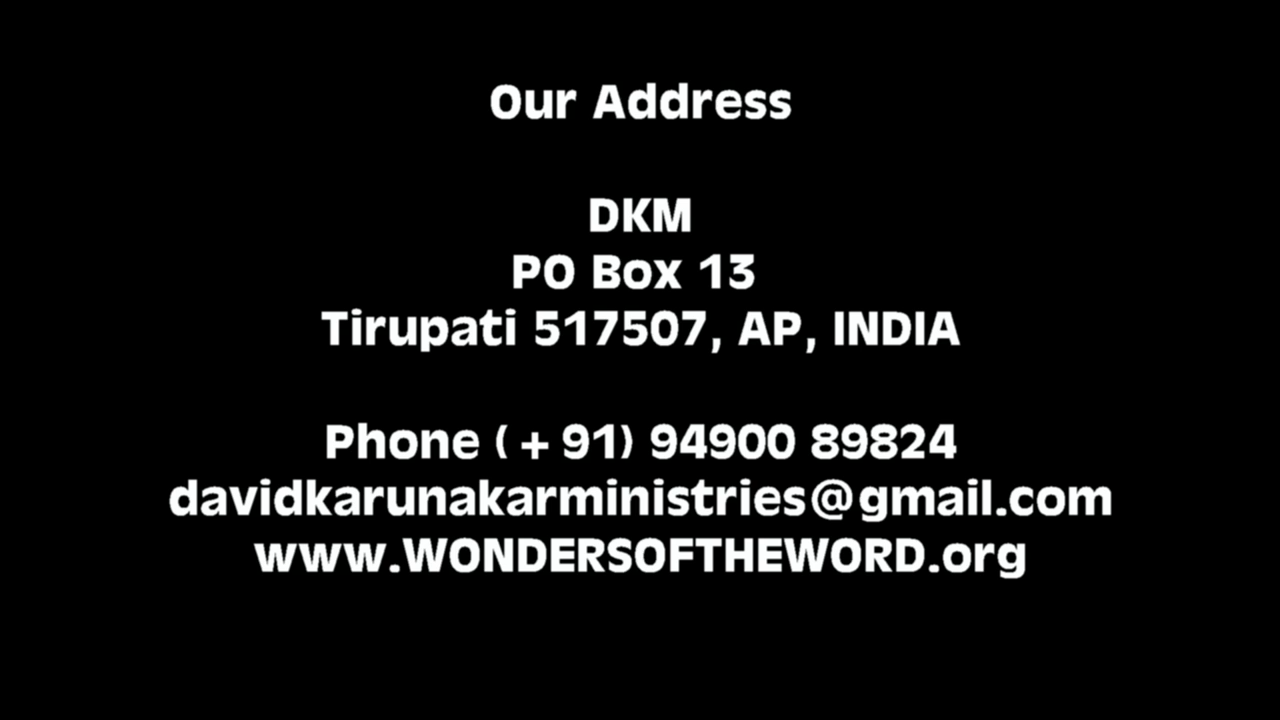 Our Address
DKM
PO Box 13
Tirupati 517507, AP, INDIA
Phone ( + 91) 94900 89824
davidkarunakarministries@gmail.com
www.WONDERSOFTHEWORD.org